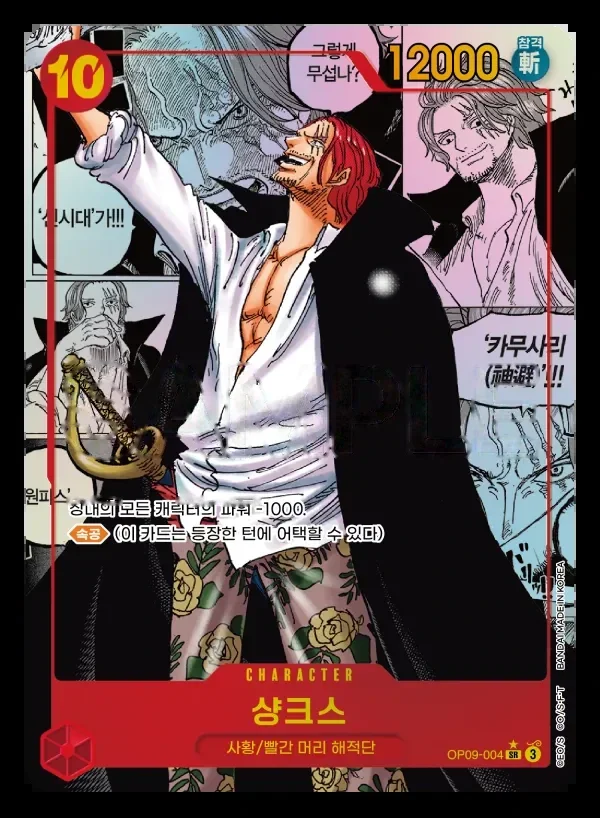 10
그렇게
무섭나?
12000
참격
斬
'신시대'가!!!
'카무사리
(神避)'!!!
원피스'
상대의 모든 캐릭터의 파워 -1000.
속공 (이 카드는 등장한 턴에 어택할 수 있다)
CHARACTER
샹크스
사황/빨간 머리 해적단
OP09-004 SR 3
©E.O/S. ©O/S.F.T BANDAI MADE IN KOREA